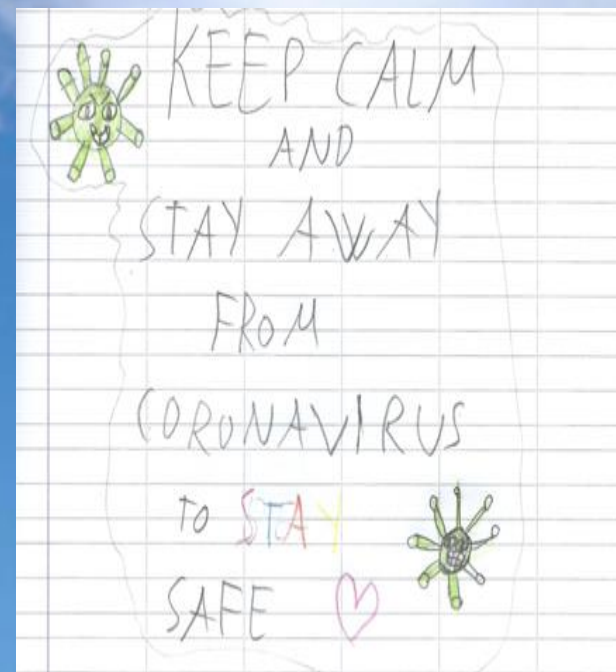 KEEP CALM
AND
STAY AWAY
FROM
CORONAVIRUS
TO STAY
SAFE